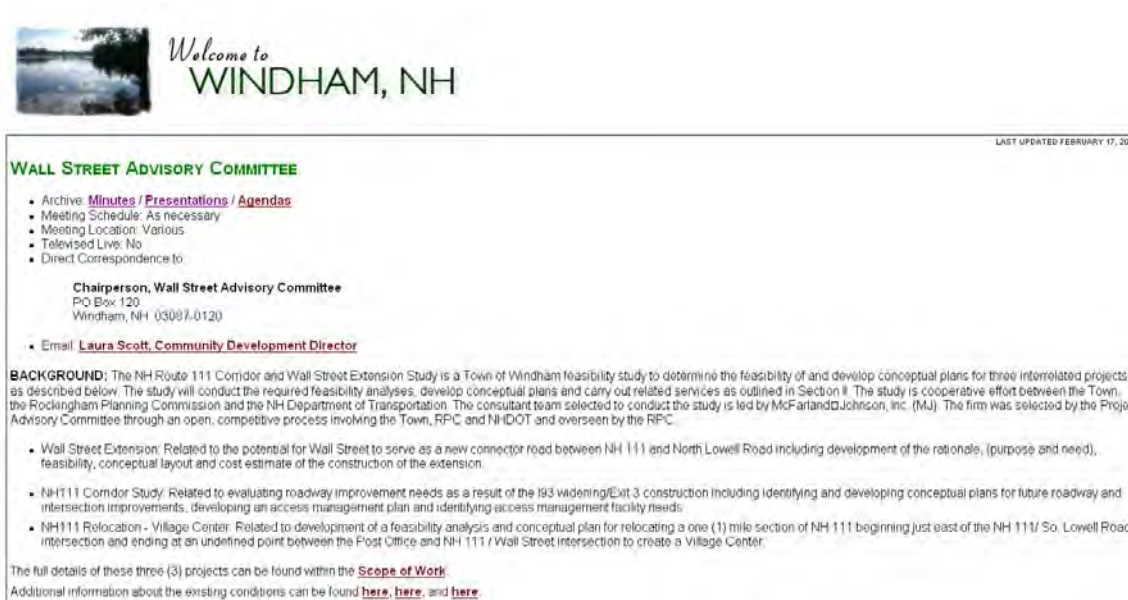 Welcome to
WINDHAM, NH
LAST UPDATED FEBRUARY 17, 20
WALL STREET ADVISORY COMMITTEE
• Archive: Minutes / Presentations / Agendas
• Meeting Schedule: As necessary
• Meeting Location: Various
• Televised Live: No
• Direct Correspondence to:
Chairperson, Wall Street Advisory Committee
PO Box 120
Windham, NH 03087-0120
• Email: Laura Scott, Community Development Director
BACKGROUND: The NH Route 111 Corridor and Wall Street Extension Study is a Town of Windham feasibility study to determine the feasibility of and develop conceptual plans for three interrelated projects
as described below. The study will conduct the required feasibility analyses, develop conceptual plans and carry out related services as outlined in Section II. The study is cooperative effort between the Town,
the Rockingham Planning Commission and the NH Department of Transportation. The consultant team selected to conduct the study is led by McFarland□Johnson, Inc. (MJ). The firm was selected by the Proje
Advisory Committee through an open, competitive process involving the Town, RPC and NHDOT and overseen by the RPC.
• Wall Street Extension: Related to the potential for Wall Street to serve as a new connector road between NH 111 and North Lowell Road including development of the rationale, (purpose and need),
feasibility, conceptual layout and cost estimate of the construction of the extension.
• NH111 Corridor Study: Related to evaluating roadway improvement needs as a result of the I93 widening/Exit 3 construction including identifying and developing conceptual plans for future roadway and
intersection improvements, developing an access management plan and identifying access management facility needs
• NH111 Relocation - Village Center: Related to development of a feasibility analysis and conceptual plan for relocating a one (1) mile section of NH 111 beginning just east of the NH 111/ So. Lowell Road
intersection and ending at an undefined point between the Post Office and NH 111 / Wall Street intersection to create a Village Center.
The full details of these three (3) projects can be found within the Scope of Work.
Additional information about the existing conditions can be found here, here, and here.